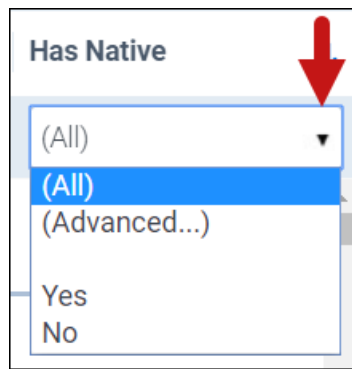 Has Native
(All)
(All)
(Advanced...)
Yes
No